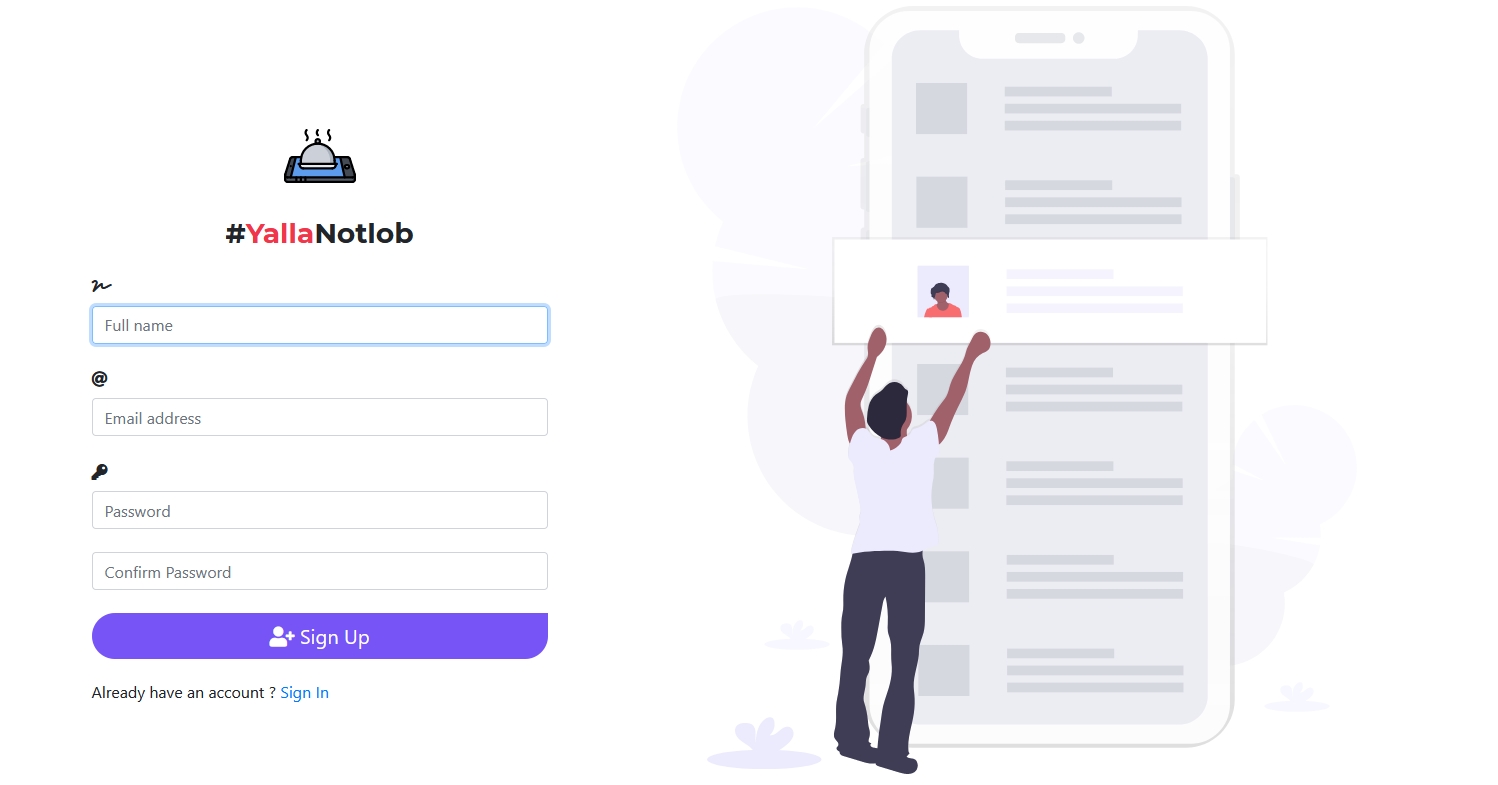 #YallaNotlob
Full name
@
Email address
Password
Confirm Password
Sign Up
Already have an account ? Sign In